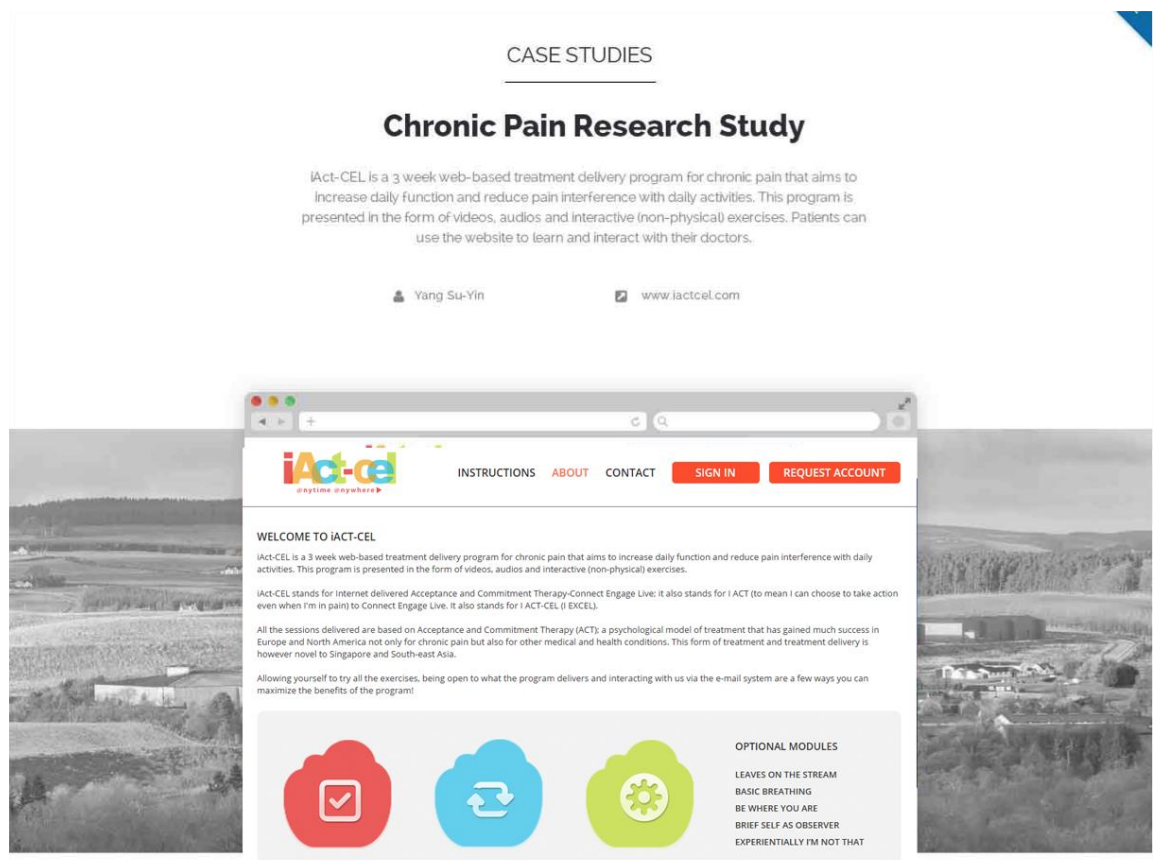 CASE STUDIES
Chronic Pain Research Study
iAct-CEL is a 3 week web-based treatment delivery program for chronic pain that aims to
increase daily function and reduce pain interference with daily activities. This program is
presented in the form of videos, audios and interactive (non-physical) exercises. Patients can
use the website to learn and interact with their doctors.
Yang Su-Yin
www.iactcel.com
iAct-cel
@nytime @nywhere
INSTRUCTIONS ABOUT CONTACT SIGN IN REQUEST ACCOUNT
WELCOME TO iACT-CEL
iAct-CEL is a 3 week web-based treatment delivery program for chronic pain that aims to increase daily function and reduce pain interference with daily
activities. This program is presented in the form of videos, audios and interactive (non-physical) exercises.
iAct-CEL stands for Internet delivered Acceptance and Commitment Therapy-Connect Engage Live; it also stands for I ACT (to mean I can choose to take action
even when I'm in pain) to Connect Engage Live. It also stands for I ACT-CEL (I EXCEL).
All the sessions delivered are based on Acceptance and Commitment Therapy (ACT); a psychological model of treatment that has gained much success in
Europe and North America not only for chronic pain but also for other medical and health conditions. This form of treatment and treatment delivery is
however novel to Singapore and South-east Asia.
Allowing yourself to try all the exercises, being open to what the program delivers and interacting with us via the e-mail system are a few ways you can
maximize the benefits of the program!
OPTIONAL MODULES
LEAVES ON THE STREAM
BASIC BREATHING
BE WHERE YOU ARE
BRIEF SELF AS OBSERVER
EXPERIENTIALLY I'M NOT THAT